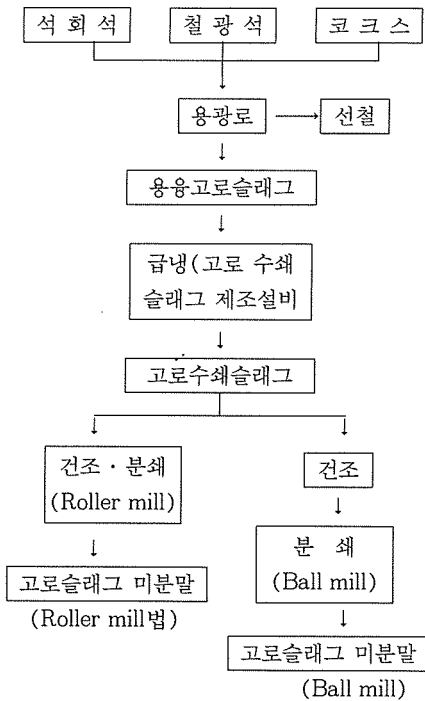 석 회 석
철 광 석
코 크 스
용광로
선철
용융고로슬래그
급냉(고로 수쇄
슬래그 제조설비
고로수쇄슬래그
건조 · 분쇄
(Roller mill)
건조
분 쇄
(Ball mill)
고로슬래그 미분말
(Roller mill법)
고로슬래그 미분말
(Ball mill)